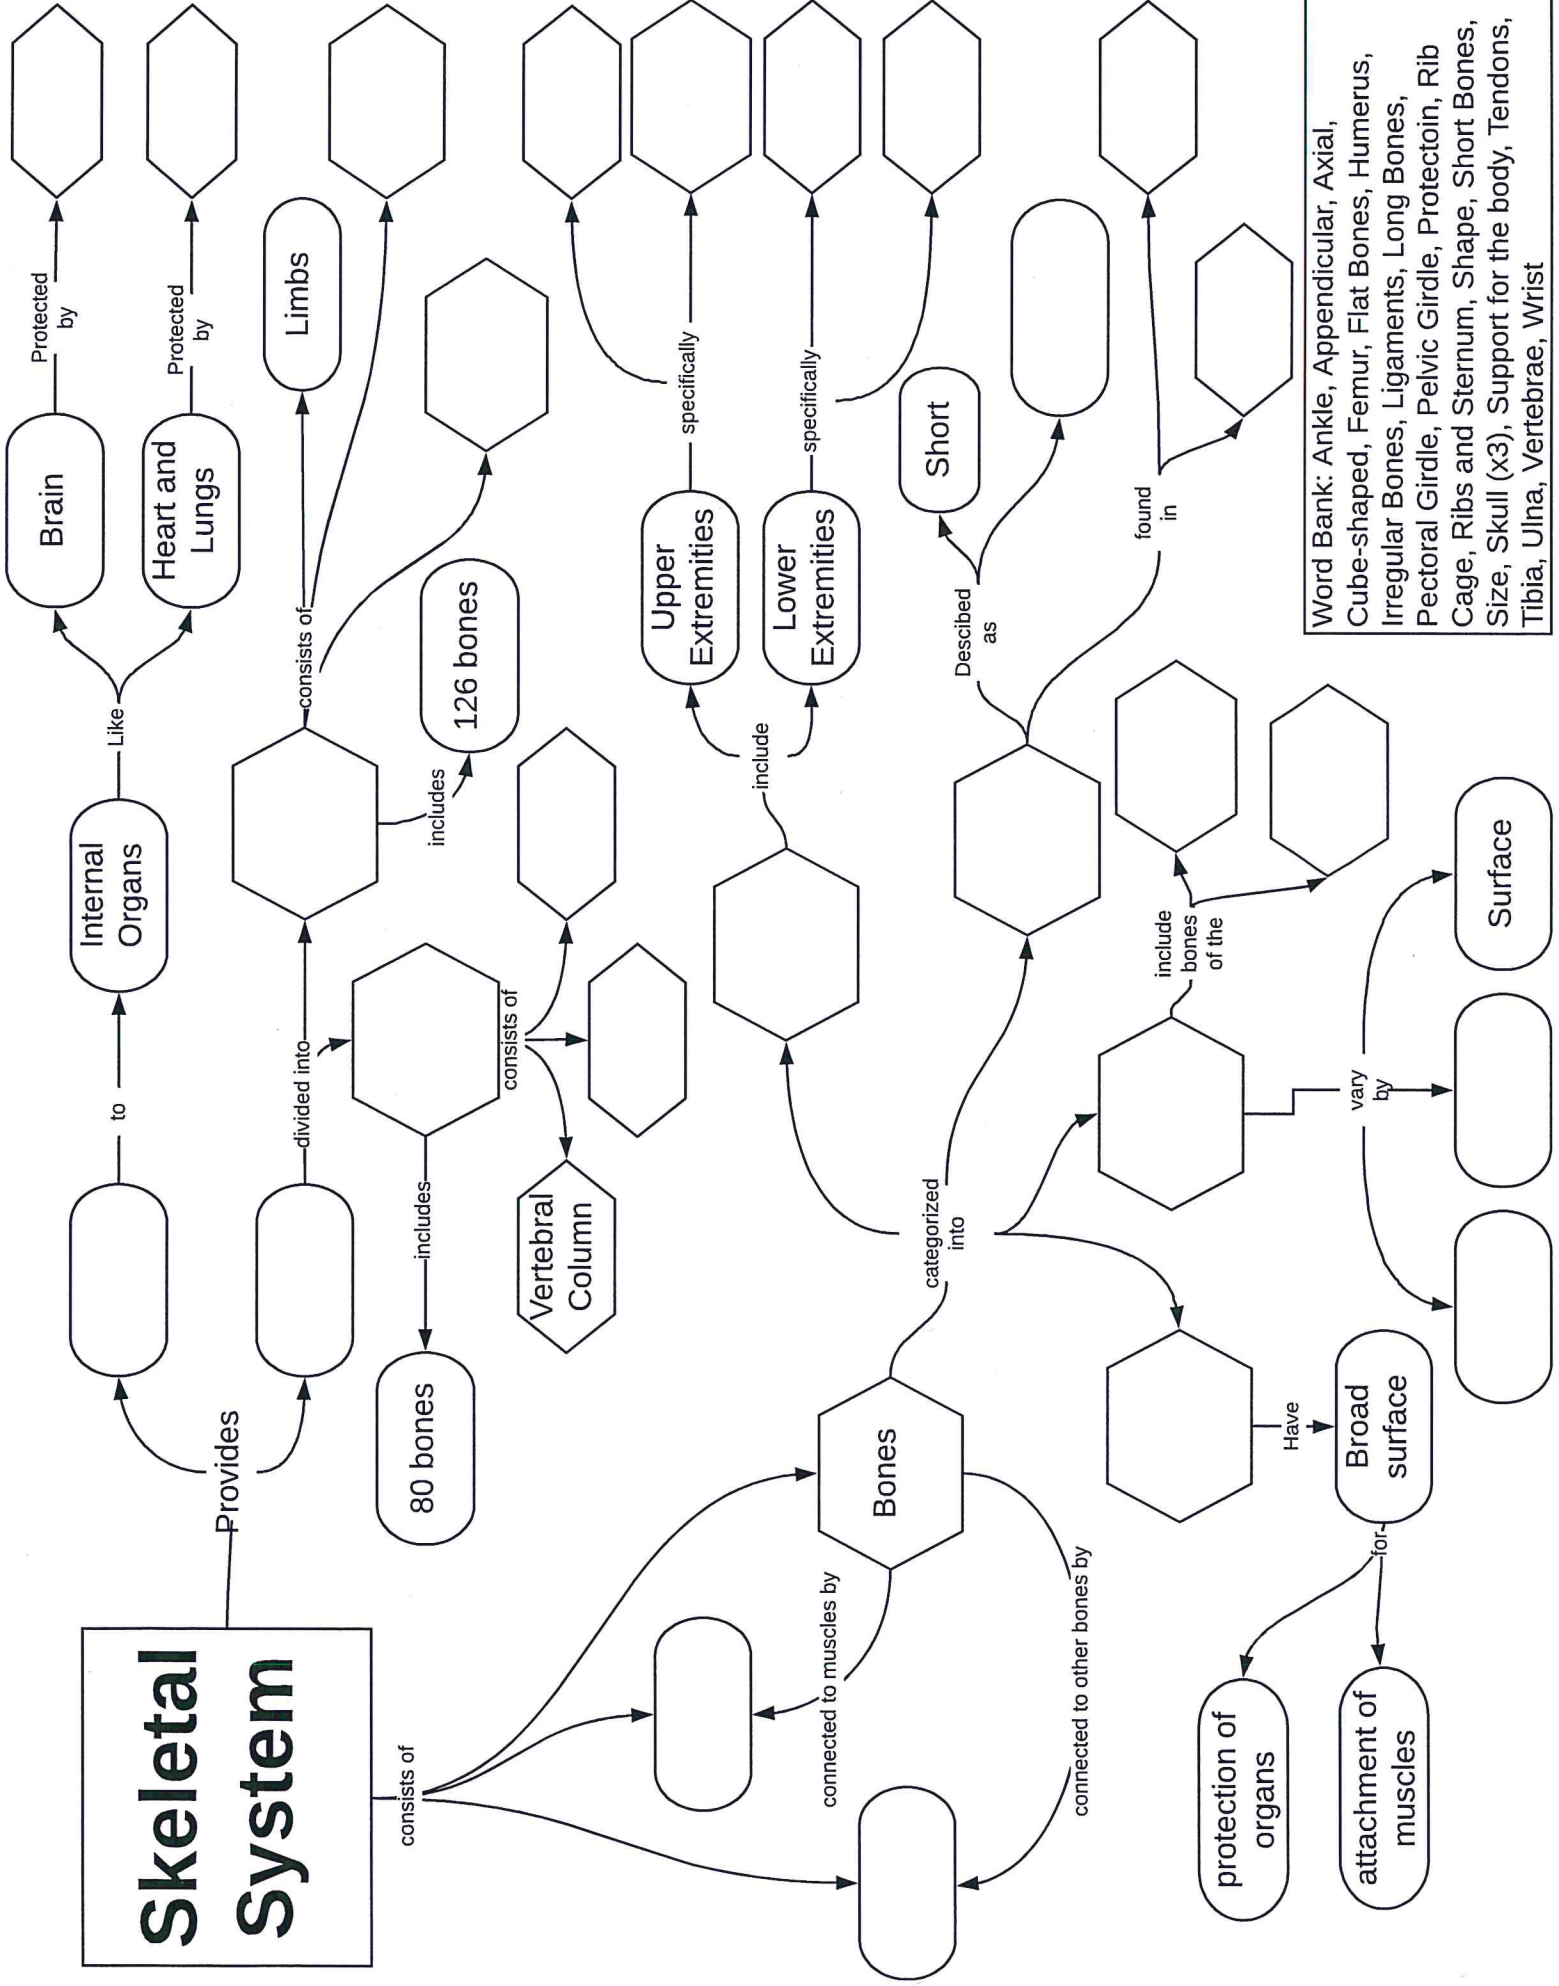 Skeletal
System
Provides
to
Internal
Organs
Like
Brain
Protected
by
Heart and
Lungs
Protected
by
divided into
consists of
Limbs
includes
126 bones
includes
80 bones
consists of
Vertebral
Column
consists of
Bones
connected to muscles by
connected to other bones by
categorized
into
include
Upper
Extremities
specifically
Lower
Extremities
specifically
Descibed
as
Short
found
in
include
bones
of the
vary
by
Surface
Have
Broad
surface
for
protection of
organs
attachment of
muscles
Word Bank: Ankle, Appendicular, Axial,
Cube-shaped, Femur, Flat Bones, Humerus,
Irregular Bones, Ligaments, Long Bones,
Pectoral Girdle, Pelvic Girdle, Protectoin, Rib
Cage, Ribs and Sternum, Shape, Short Bones,
Size, Skull (x3), Support for the body, Tendons,
Tibia, Ulna, Vertebrae, Wrist